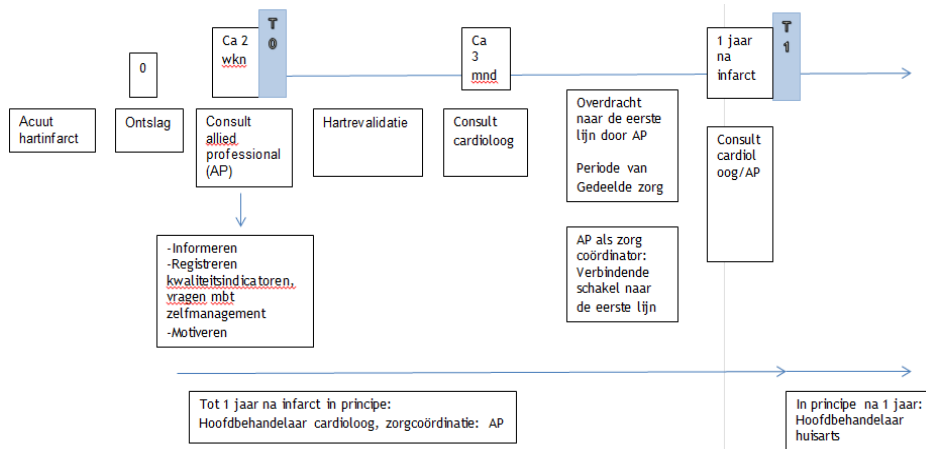 Ca 2
wkn
T
0
Ca
3
mnd
1 jaar
na
infarct
T
1
0
Acuut
hartinfarct
Ontslag
Consult
allied
professional
(AP)
Hartrevalidatie
Consult
cardioloog
Overdracht
naar de eerste
lijn door AP
Periode van
Gedeelde zorg
Consult
cardiol
oog/AP
-Informeren
-Registreren
kwaliteitsindicatoren,
vragen mbt
zelfmanagement
-Motiveren
AP als zorg
coördinator:
Verbindende
schakel naar
de eerste lijn
Tot 1 jaar na infarct in principe:
Hoofdbehandelaar cardioloog, zorgcoördinatie: AP
In principe na 1 jaar:
Hoofdbehandelaar
huisarts